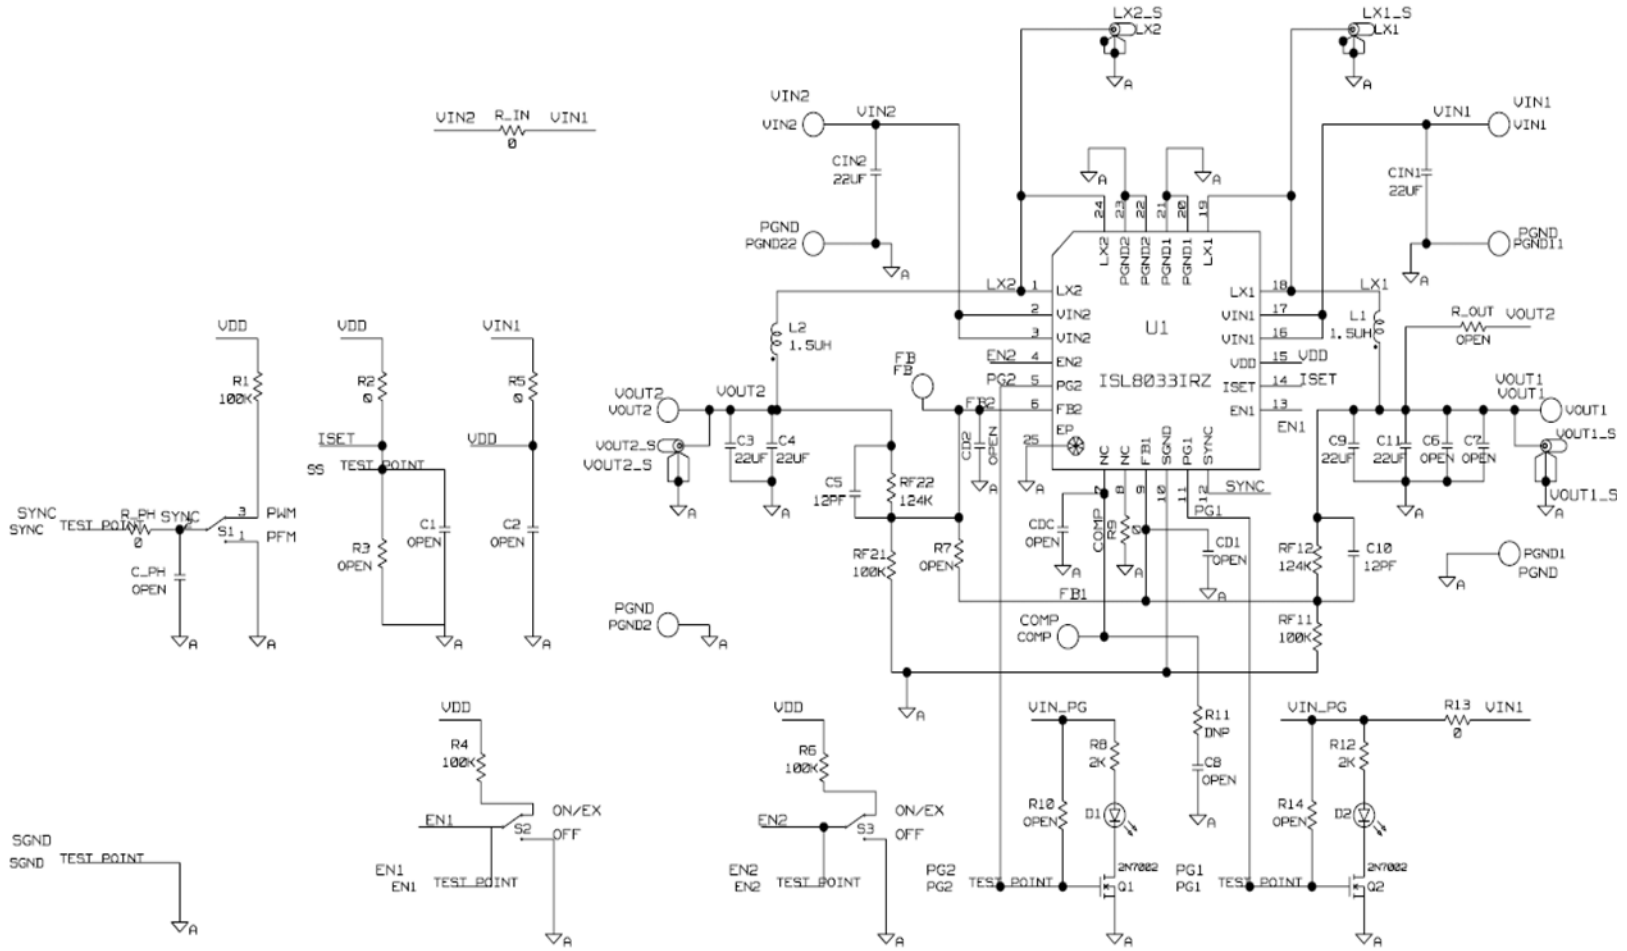 LX2_S
LX2
LX1_S
LX1
A
A
VIN2
VIN2
VIN2
VIN1
VIN1
VIN1
VIN2
R_IN
VIN1
0
CIN2
22UF
CIN1
22UF
A
A
PGND
PGND22
A
PGND
PGND11
A
24
23
22
21
20
19
LX2
PGND2
PGND2
PGND1
PGND1
LX1
LX2
1
LX2
2
VIN2
3
VIN2
EN2
4
EN2
PG2
5
PG2
FB2
6
FB2
25
EP
U1
ISL8033IRZ
LX1
18
LX1
VIN1
17
VIN1
16
VDD
15
VDD
ISET
14
ISET
EN1
13
EN1
NC
NC
FB1
SGND
PG1
SYNC
7
8
9
10
11
12
SYNC
PG1
L2
1.5UH
L1
1.5UH
R_OUT
OPEN
VOUT2
FB
FB
VDD
R1
100K
VDD
R2
0
ISET
SS
TEST POINT
VIN1
R5
0
VDD
VOUT2
VOUT2
VOUT2
VOUT2_S
VOUT2_S
A
C3
22UF
C4
22UF
A
C5
12PF
RF22
124K
CD2
OPEN
A
A
VOUT1
VOUT1
VOUT1
VOUT1_S
VOUT1_S
A
C9
22UF
C11
22UF
C6
OPEN
C7
OPEN
A
SYNC
SYNC
TEST POINT
R_PH
0
SYNC
S1
3
PWM
1
PFM
C_PH
OPEN
A
A
R3
OPEN
C1
OPEN
A
C2
OPEN
A
RF21
100K
R7
OPEN
CDC
OPEN
A
COMP
R9
0
A
CD1
OPEN
A
FB1
RF12
124K
C10
12PF
RF11
100K
PGND1
PGND
A
PGND
PGND2
A
COMP
COMP
A
VDD
R4
100K
EN1
S2
ON/EX
OFF
EN1
EN1
TEST POINT
A
VDD
R6
100K
EN2
S3
ON/EX
OFF
EN2
EN2
TEST POINT
A
VIN_PG
R8
2K
R10
OPEN
D1
2N7002
PG2
PG2
TEST POINT
Q1
A
R11
DNP
C8
OPEN
A
VIN_PG
R13
0
VIN1
R12
2K
R14
OPEN
D2
2N7002
PG1
PG1
TEST POINT
Q2
A
SGND
SGND
TEST POINT
A